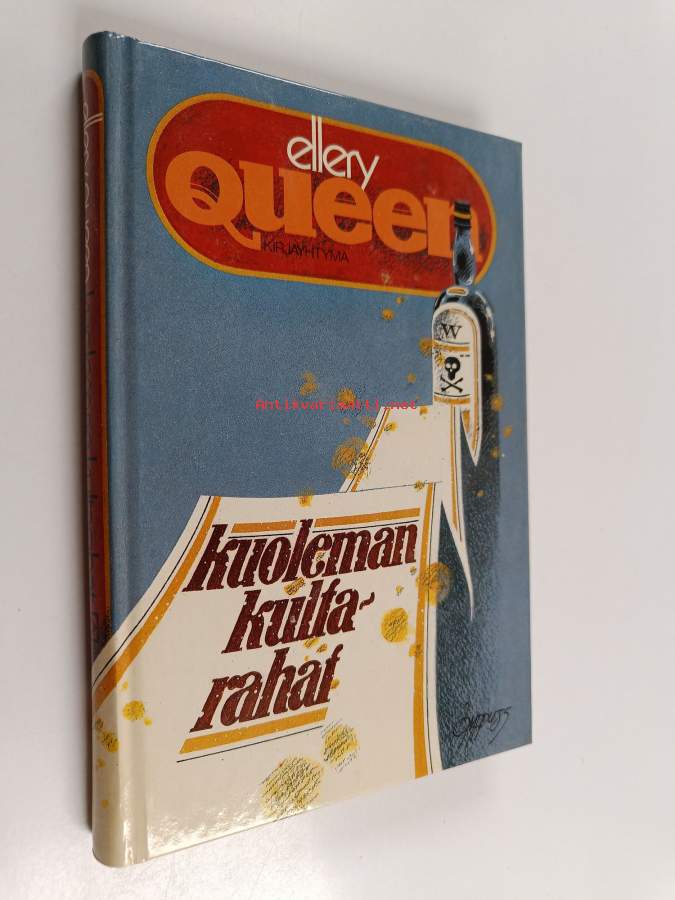 ellery
queen
KIRJAYHTYMÄ
W
Antikvariaatti.net
kuoleman
kulta-
rahat